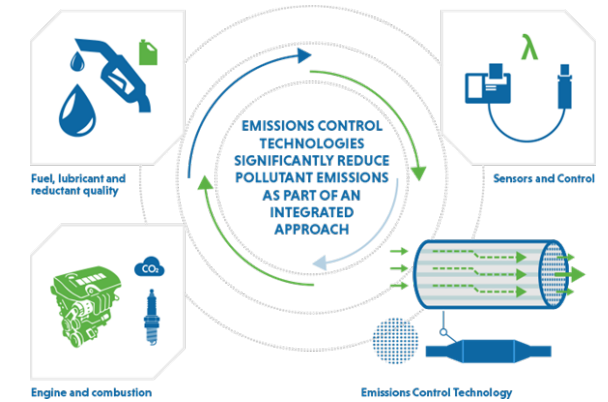 EMISSIONS CONTROL
TECHNOLOGIES
SIGNIFICANTLY REDUCE
POLLUTANT EMISSIONS
AS PART OF AN
INTEGRATED
APPROACH
λ
Fuel, lubricant and
reductant quality
Sensors and Control
CO₂
Engine and combustion
Emissions Control Technology